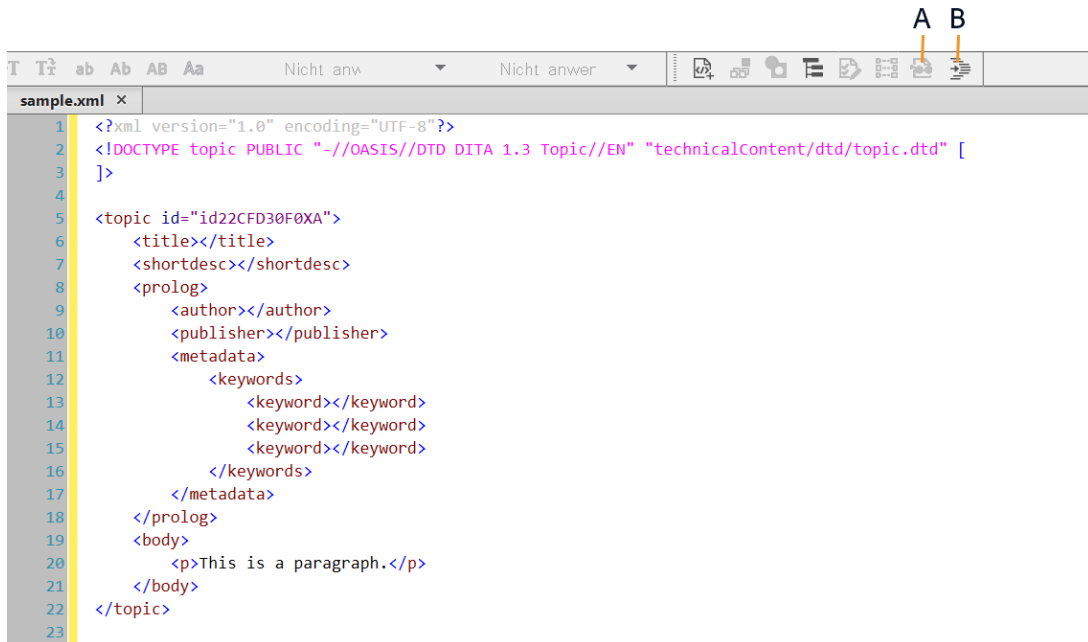 A B
T Tt ab Ab AB Aa Nicht anw Nicht anwer
sample.xml ×
1 <?xml version="1.0" encoding="UTF-8"?>
2 <!DOCTYPE topic PUBLIC "-//OASIS//DTD DITA 1.3 Topic//EN" "technicalContent/dtd/topic.dtd" [
3 ]>
4
5 <topic id="id22CFD30F0XA">
6 <title></title>
7 <shortdesc></shortdesc>
8 <prolog>
9 <author></author>
10 <publisher></publisher>
11 <metadata>
12 <keywords>
13 <keyword></keyword>
14 <keyword></keyword>
15 <keyword></keyword>
16 </keywords>
17 </metadata>
18 </prolog>
19 <body>
20 <p>This is a paragraph.</p>
21 </body>
22 </topic>
23